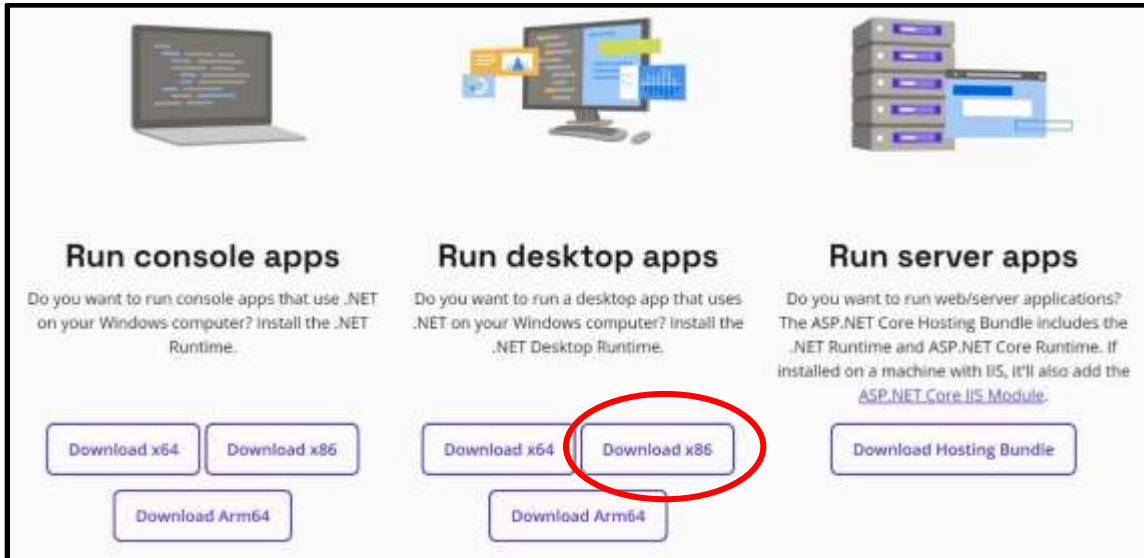 Run console apps
Do you want to run console apps that use .NET
on your Windows computer? Install the .NET
Runtime.
Download x64
Download x86
Download Arm64
Run desktop apps
Do you want to run a desktop app that uses
.NET on your Windows computer? Install the
.NET Desktop Runtime.
Download x64
Download x86
Download Arm64
Run server apps
Do you want to run web/server applications?
The ASP.NET Core Hosting Bundle includes the
.NET Runtime and ASP.NET Core Runtime. If
installed on a machine with IIS, it'll also add the
ASP.NET Core IIS Module.
Download Hosting Bundle